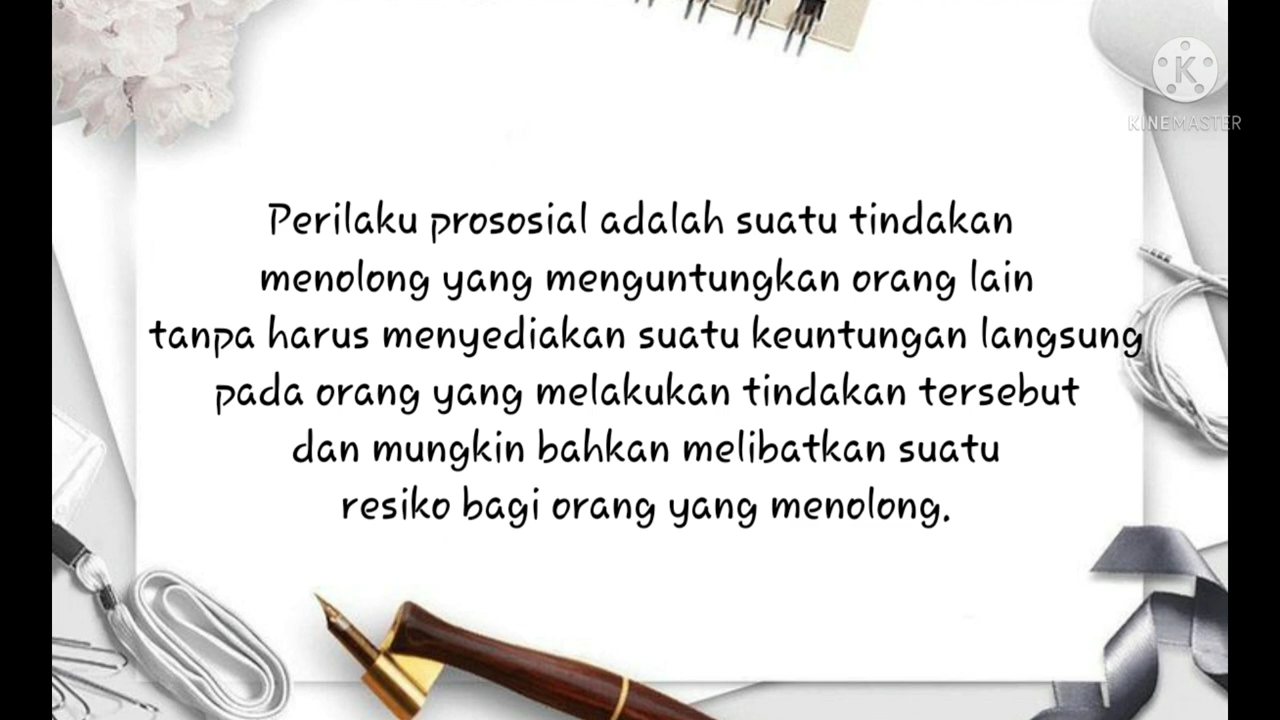 KINEMASTER
Perilaku prososial adalah suatu tindakan
menolong yang menguntungkan orang lain
tanpa harus menyediakan suatu keuntungan langsung
pada orang yang melakukan tindakan tersebut
dan mungkin bahkan melibatkan suatu
resiko bagi orang yang menolong.